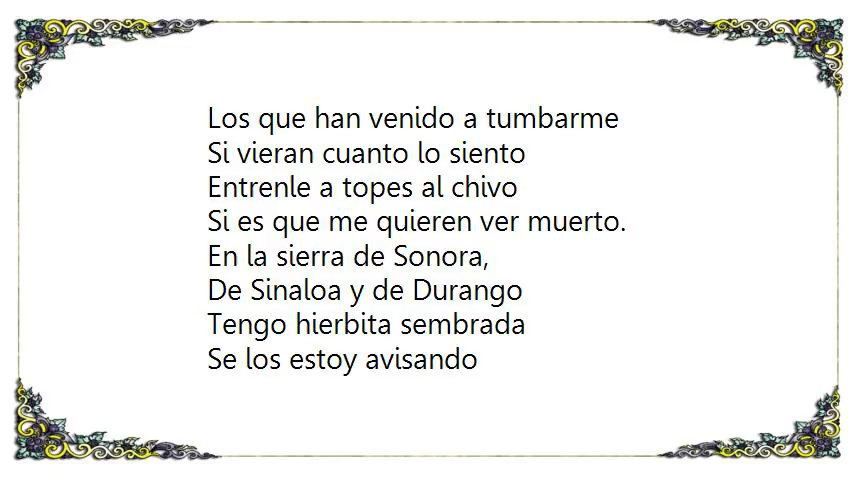 Los que han venido a tumbarme
Si vieran cuanto lo siento
Entrenle a topes al chivo
Si es que me quieren ver muerto.
En la sierra de Sonora,
De Sinaloa y de Durango
Tengo hierbita sembrada
Se los estoy avisando